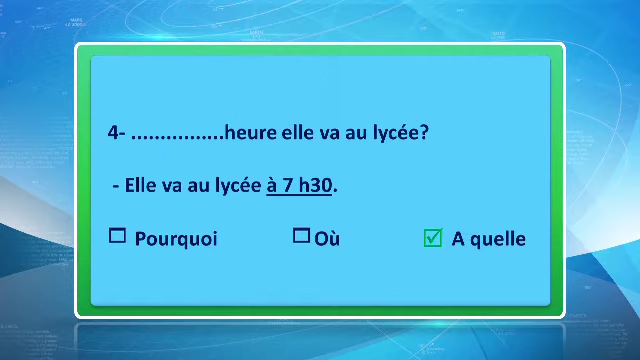 4- ................heure elle va au lycée?
- Elle va au lycée à 7 h30.
☐ Pourquoi ☐ Où ☑ A quelle